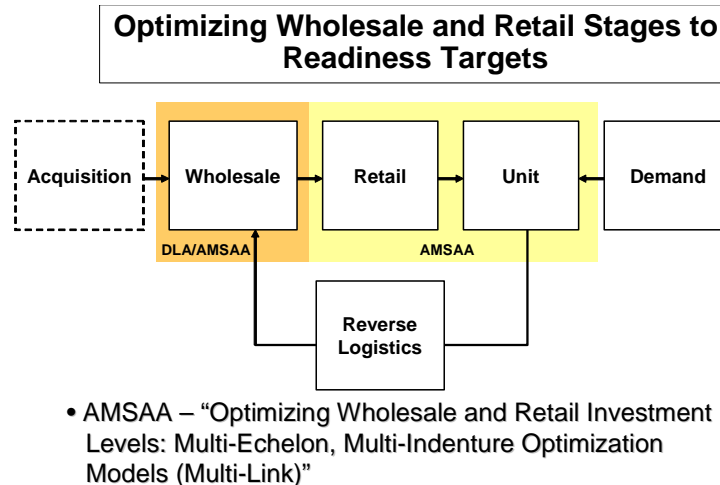 Optimizing Wholesale and Retail Stages to
Readiness Targets
Acquisition
Wholesale
Retail
Unit
Demand
DLA/AMSAA
AMSAA
Reverse
Logistics
• AMSAA – “Optimizing Wholesale and Retail Investment
Levels: Multi-Echelon, Multi-Indenture Optimization
Models (Multi-Link)”